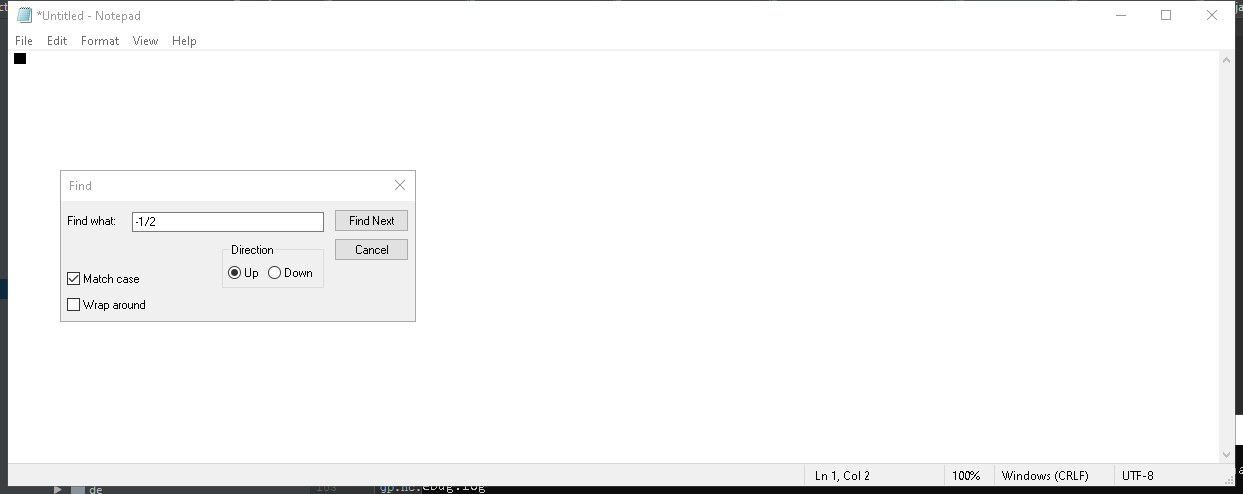 *Untitled - Notepad
File Edit Format View Help
Find
Find what: -1/2 Find Next
Direction Cancel
Up Down
Match case
Wrap around
Ln 1, Col 2 100% Windows (CRLF) UTF-8
de